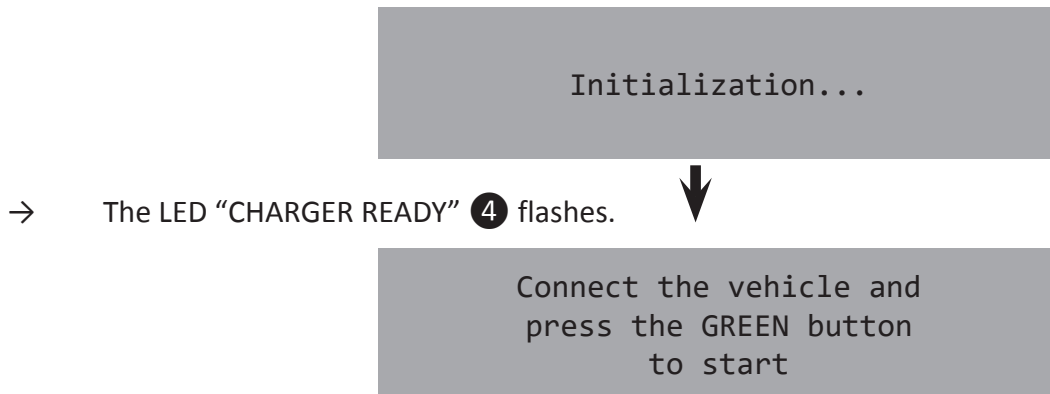 Initialization...
→ The LED “CHARGER READY” 4 flashes.
Connect the vehicle and
press the GREEN button
to start